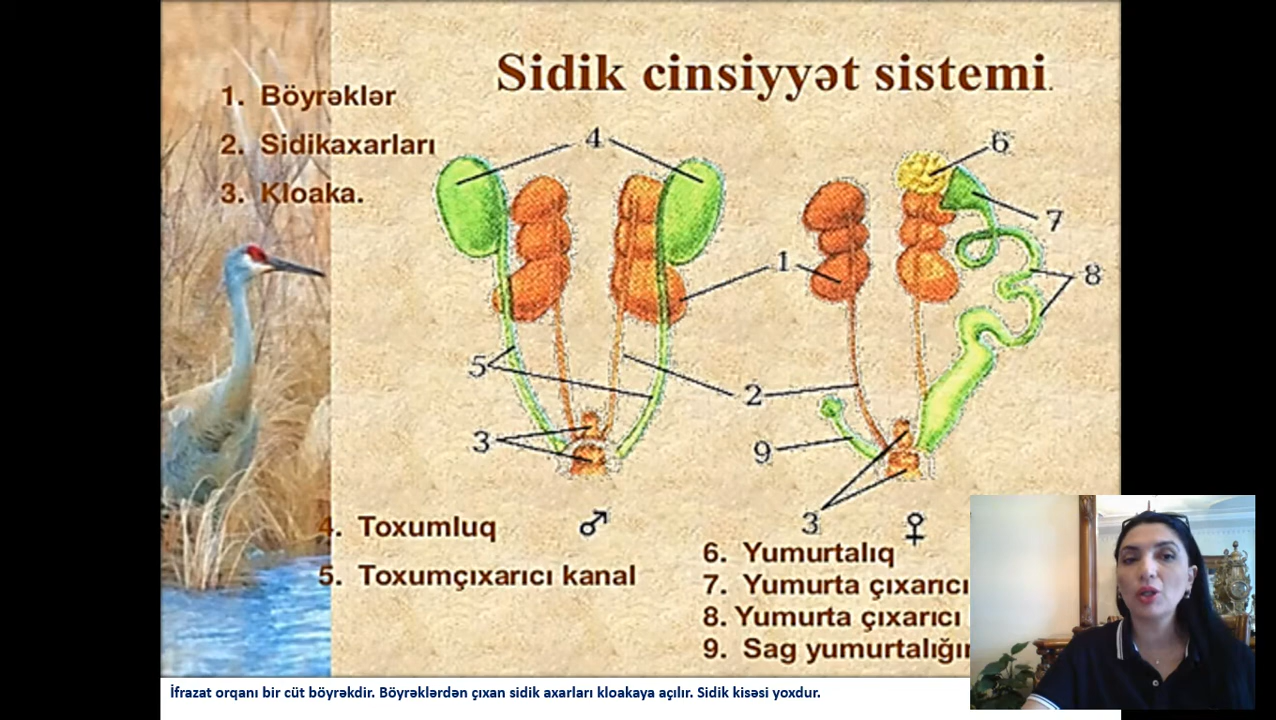 Sidik cinsiyyət sistemi.
1. Böyrəklər
2. Sidikaxarları
3. Kloaka.
4
6
7
1
8
5
2
3
9
3
♂
♀
4. Toxumluq
5. Toxumçıxarıcı kanal
6. Yumurtalıq
7. Yumurta çıxarıcı
8. Yumurta çıxarıcı
9. Sag
İfrazat orqanı bir cüt böyrəkdir. Böyrəklərdən çıxan sidik axarları kloakaya açılır. Sidik kisəsi yoxdur.